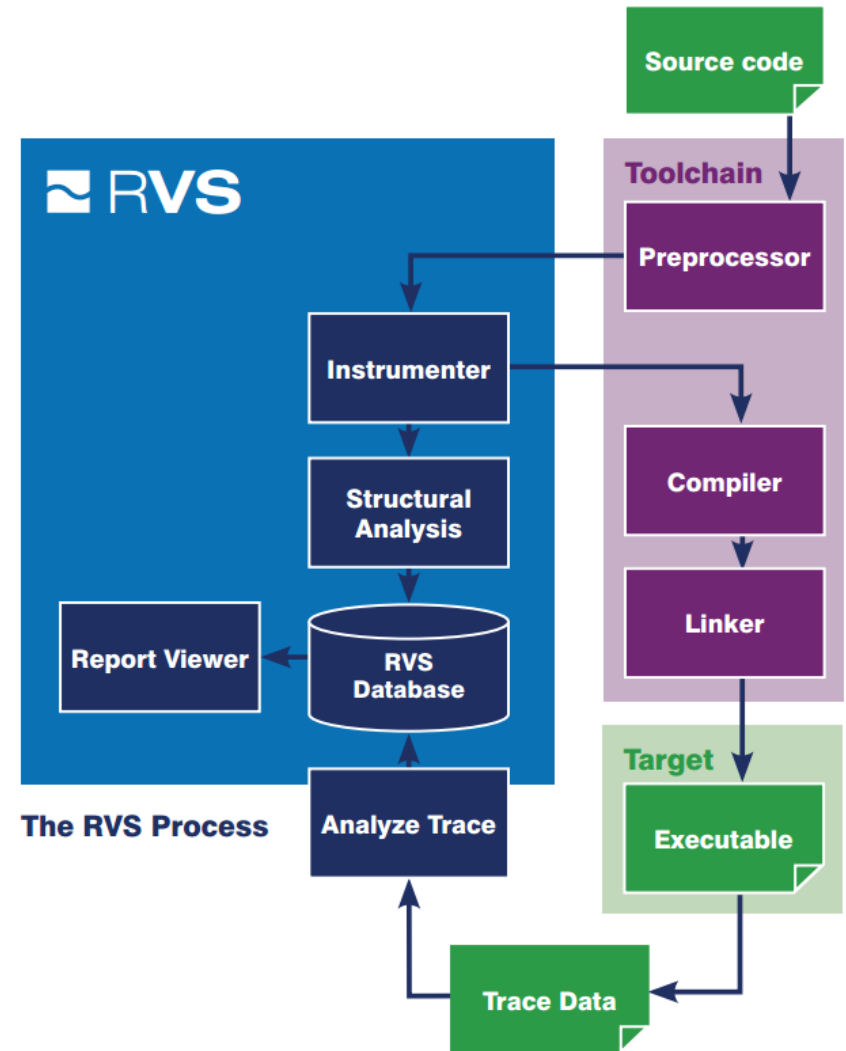 Source code
RVS
Toolchain
Preprocessor
Instrumenter
Compiler
Structural
Analysis
Linker
Report Viewer
RVS
Database
Target
The RVS Process
Analyze Trace
Executable
Trace Data